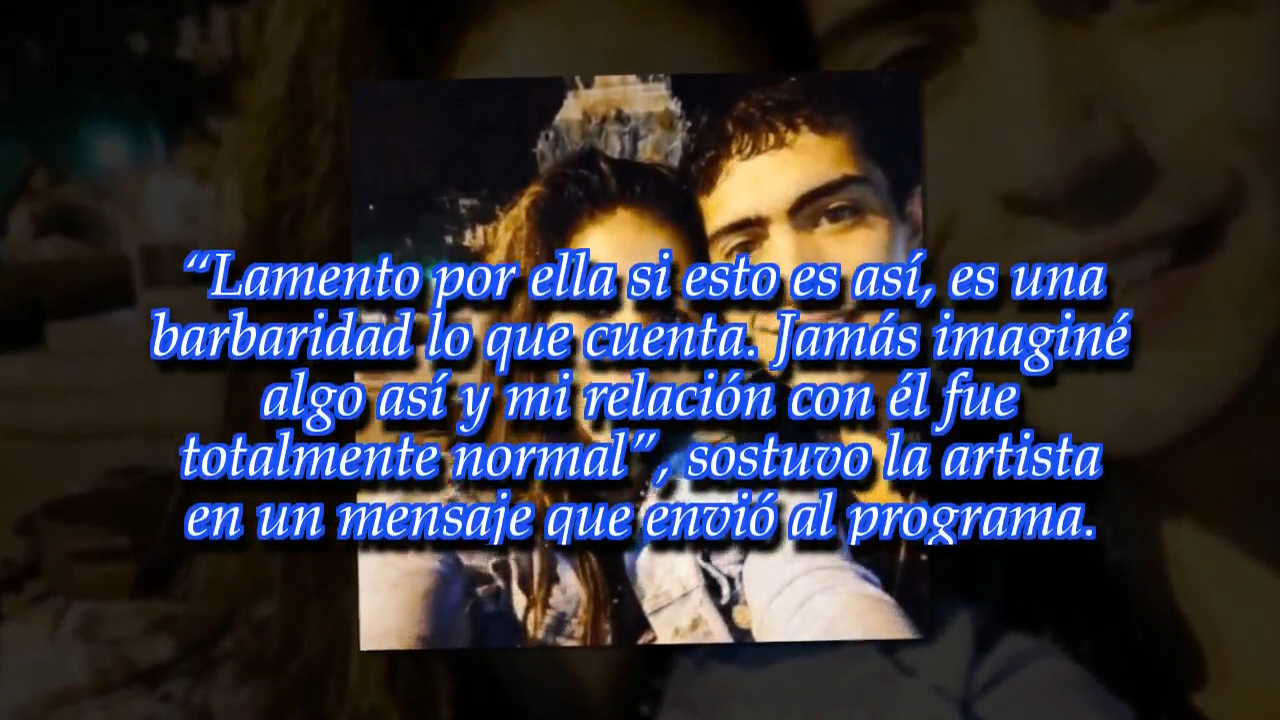 “Lamento por ella si esto es así, es una
barbaridad lo que cuenta. Jamás imaginé
algo así y mi relación con él fue
totalmente normal”, sostuvo la artista
en un mensaje que envió al programa.